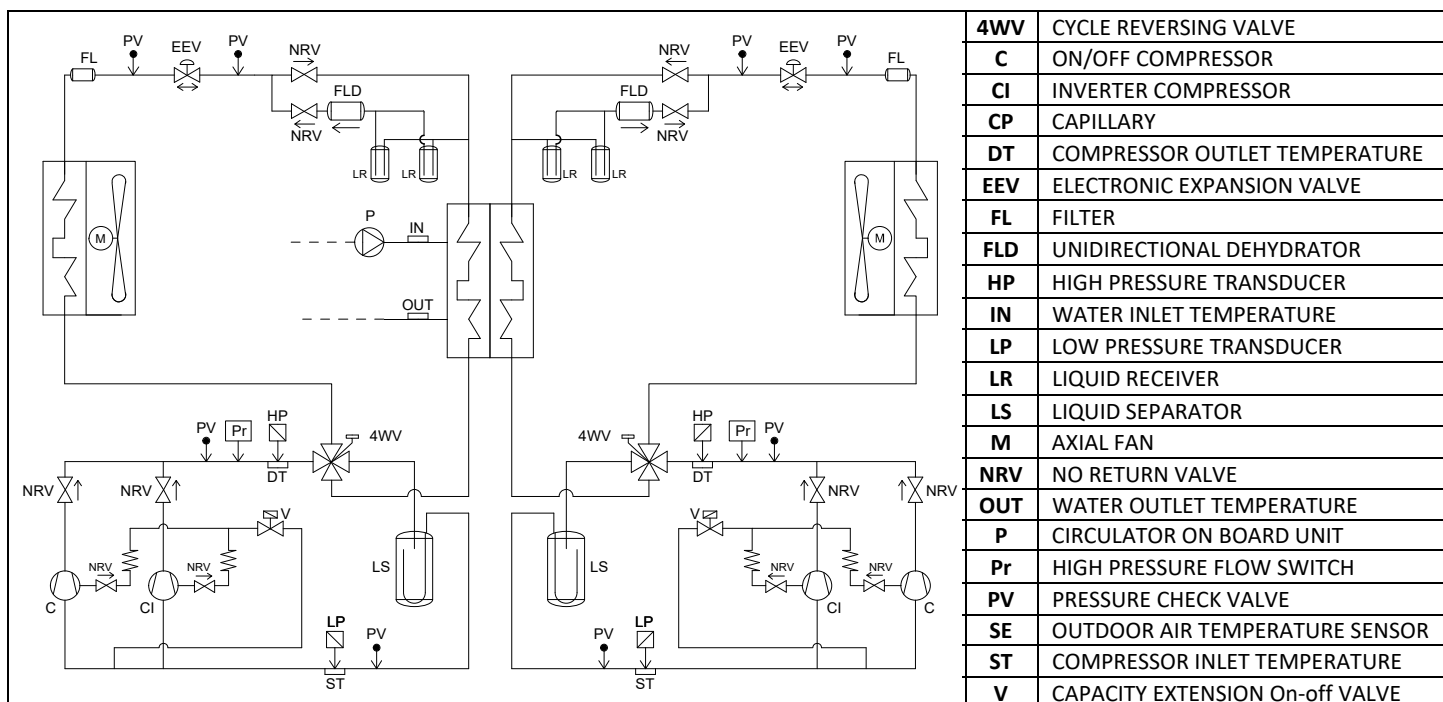 PV EEV PV NRV FL
NRV PV EEV PV FL
FLD NRV LR LR
FLD NRV LR LR
M P IN OUT M
HP PV Pr 4WV DT
HP 4WV Pr PV DT
NRV NRV V LS
V NRV NRV LS
NRV NRV C CI
NRV NRV CI C
LP PV ST
PV LP ST
4WV CYCLE REVERSING VALVE
C ON/OFF COMPRESSOR
CI INVERTER COMPRESSOR
CP CAPILLARY
DT COMPRESSOR OUTLET TEMPERATURE
EEV ELECTRONIC EXPANSION VALVE
FL FILTER
FLD UNIDIRECTIONAL DEHYDRATOR
HP HIGH PRESSURE TRANSDUCER
IN WATER INLET TEMPERATURE
LP LOW PRESSURE TRANSDUCER
LR LIQUID RECEIVER
LS LIQUID SEPARATOR
M AXIAL FAN
NRV NO RETURN VALVE
OUT WATER OUTLET TEMPERATURE
P CIRCULATOR ON BOARD UNIT
Pr HIGH PRESSURE FLOW SWITCH
PV PRESSURE CHECK VALVE
SE OUTDOOR AIR TEMPERATURE SENSOR
ST COMPRESSOR INLET TEMPERATURE
V CAPACITY EXTENSION On-off VALVE